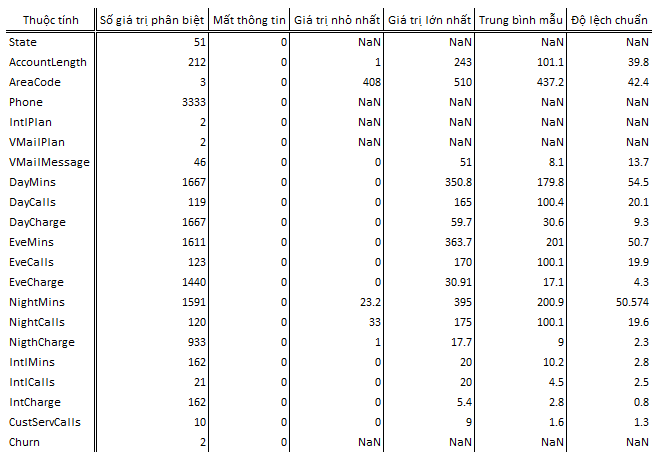 Thuộc tính Số giá trị phân biệt Mất thông tin Giá trị nhỏ nhất Giá trị lớn nhất Trung bình mẫu Độ lệch chuẩn
State 51 0 NaN NaN NaN NaN
AccountLength 212 0 1 243 101.1 39.8
AreaCode 3 0 408 510 437.2 42.4
Phone 3333 0 NaN NaN NaN NaN
IntlPlan 2 0 NaN NaN NaN NaN
VMailPlan 2 0 NaN NaN NaN NaN
VMailMessage 46 0 0 51 8.1 13.7
DayMins 1667 0 0 350.8 179.8 54.5
DayCalls 119 0 0 165 100.4 20.1
DayCharge 1667 0 0 59.7 30.6 9.3
EveMins 1611 0 0 363.7 201 50.7
EveCalls 123 0 0 170 100.1 19.9
EveCharge 1440 0 0 30.91 17.1 4.3
NightMins 1591 0 23.2 395 200.9 50.574
NightCalls 120 0 33 175 100.1 19.6
NigthCharge 933 0 1 17.7 9 2.3
IntlMins 162 0 0 20 10.2 2.8
IntlCalls 21 0 0 20 4.5 2.5
IntCharge 162 0 0 5.4 2.8 0.8
CustServCalls 10 0 0 9 1.6 1.3
Churn 2 0 NaN NaN NaN NaN